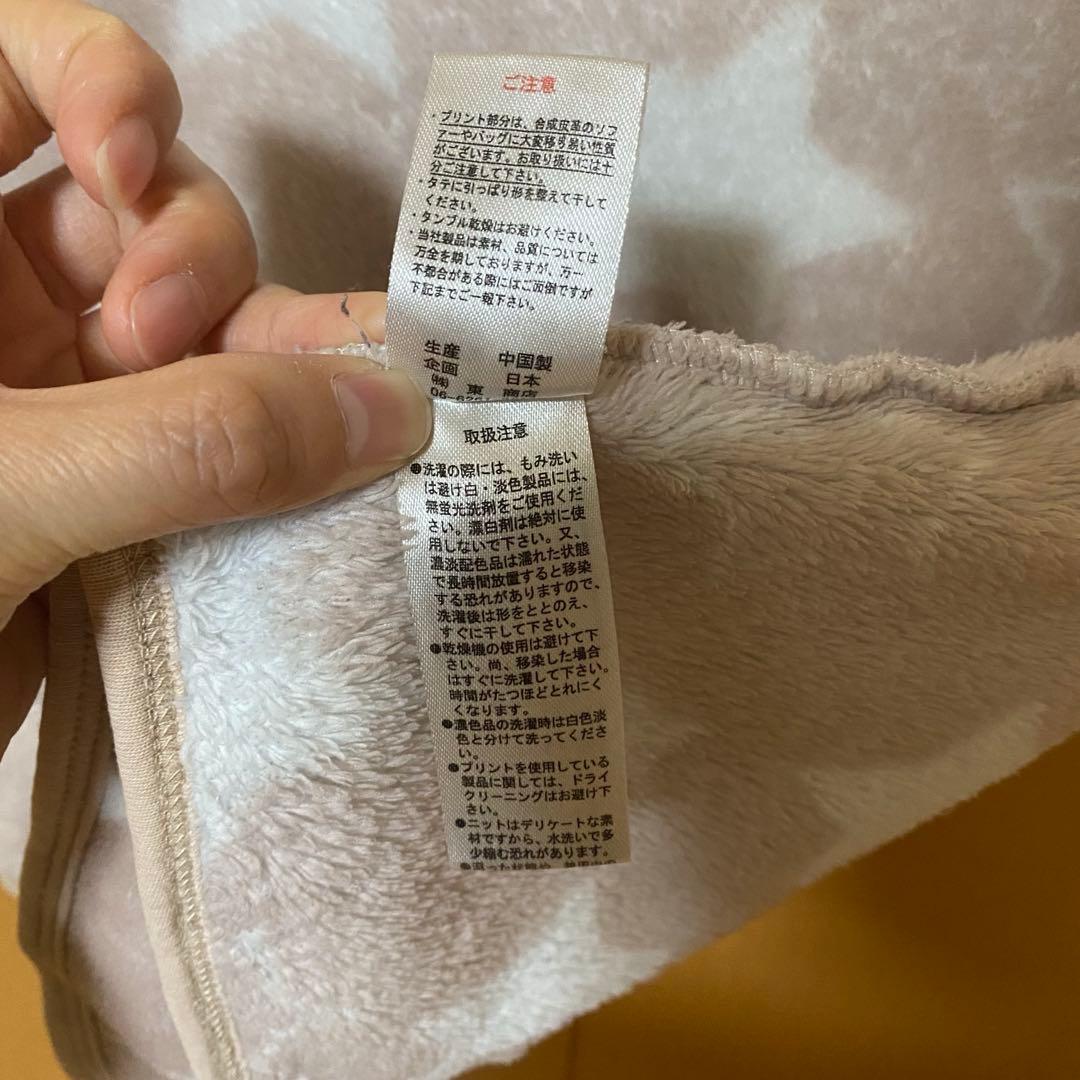 ご注意
・プリント部分は、合成皮革のソフ
ァーやバッグに大変移り易い性質
がございます。お取り扱いには十
分ご注意して下さい。
・タテに引っぱり形を整えて干して
ください。
・タンブル乾燥はお避けください。
・当社製品は素材、品質については
万全を期しておりますが、万一
不都合がある際にはご面倒ですが
下記までご一報下さい。
生産 中国製
企画 日本
㈱ 東 商店
06-625
取扱注意
●洗濯の際には、もみ洗い
は避け白・淡色製品には、
無蛍光洗剤をご使用くだ
さい。漂白剤は絶対に使
用しないで下さい。又、
濃淡配色品は濡れた状態
で長時間放置すると移染
する恐れがありますので、
洗濯後は形をととのえ、
すぐに干して下さい。
●乾燥機の使用は避けて下
さい。尚、移染した場合
はすぐに洗濯して下さい。
時間がたつほどとれにく
くなります。
●濃色品の洗濯時は白色淡
色と分けて洗ってくださ
い。
●プリントを使用している
製品に関しては、ドライ
クリーニングはお避け下
さい。
●ニットはデリケートな素
材ですから、水洗いで多
少縮む恐れがあります。